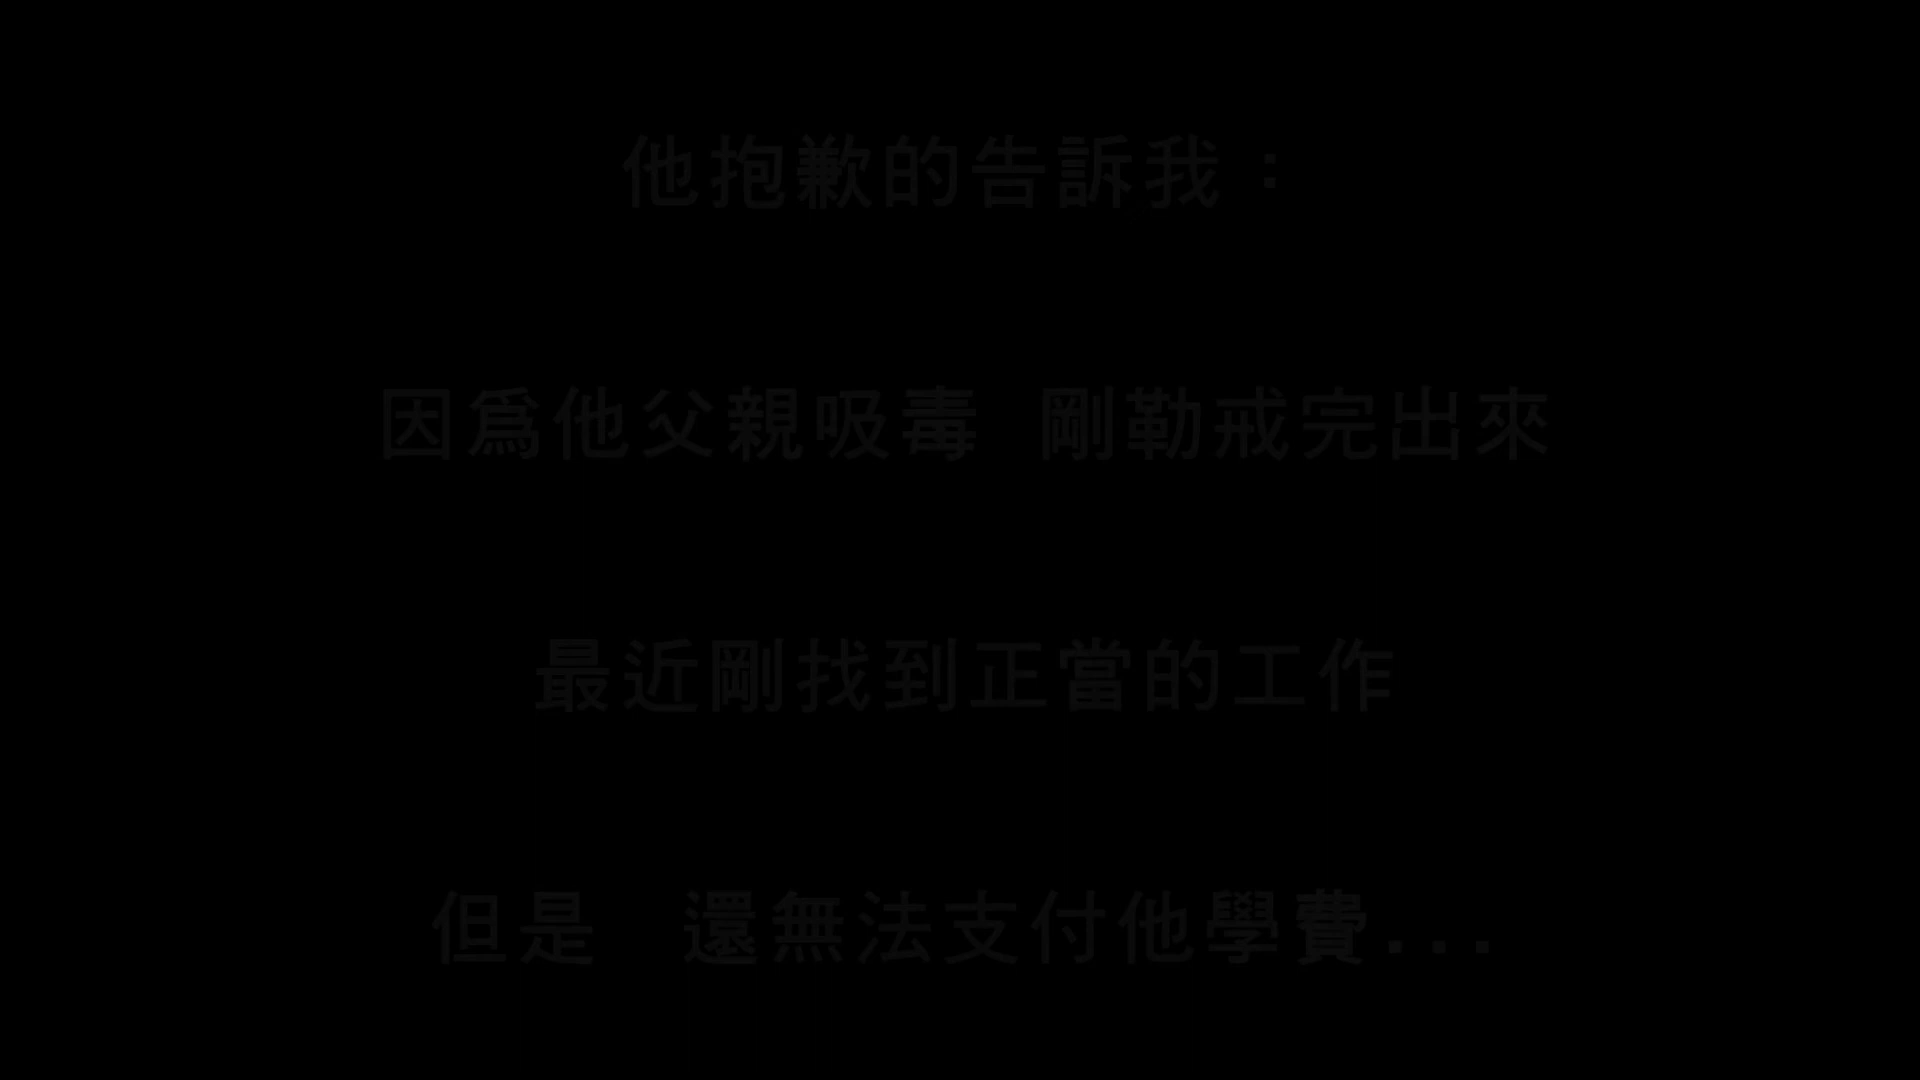 他抱歉的告訴我：
因爲他父親吸毒 剛勒戒完出來
最近剛找到正當的工作
但是 還無法支付他學費...